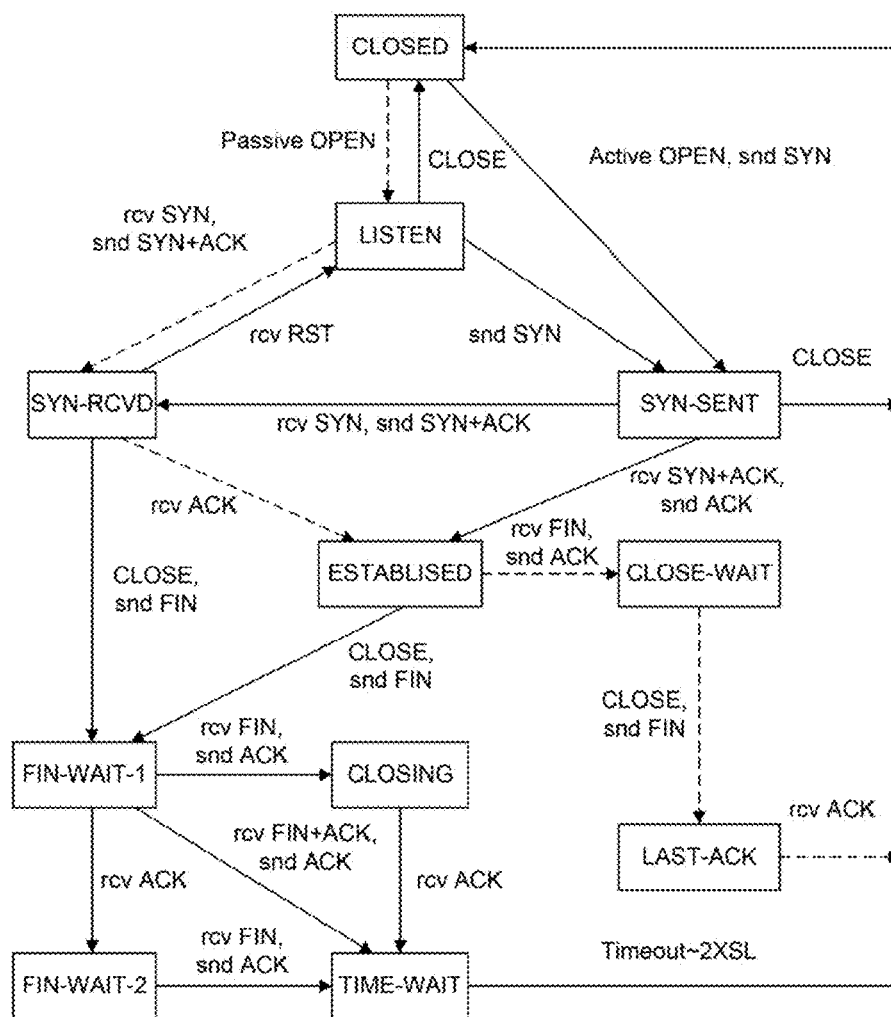 CLOSED
Passive OPEN
CLOSE
Active OPEN, snd SYN
rcv SYN,
snd SYN+ACK
LISTEN
rcv RST
snd SYN
CLOSE
SYN-RCVD
SYN-SENT
rcv SYN, snd SYN+ACK
rcv ACK
rcv SYN+ACK,
snd ACK
rcv FIN,
snd ACK
ESTABLISED
CLOSE-WAIT
CLOSE,
snd FIN
CLOSE,
snd FIN
CLOSE,
snd FIN
rcv FIN,
snd ACK
FIN-WAIT-1
CLOSING
rcv ACK
LAST-ACK
rcv FIN+ACK,
snd ACK
rcv ACK
rcv ACK
rcv FIN,
snd ACK
Timeout~2XSL
FIN-WAIT-2
TIME-WAIT